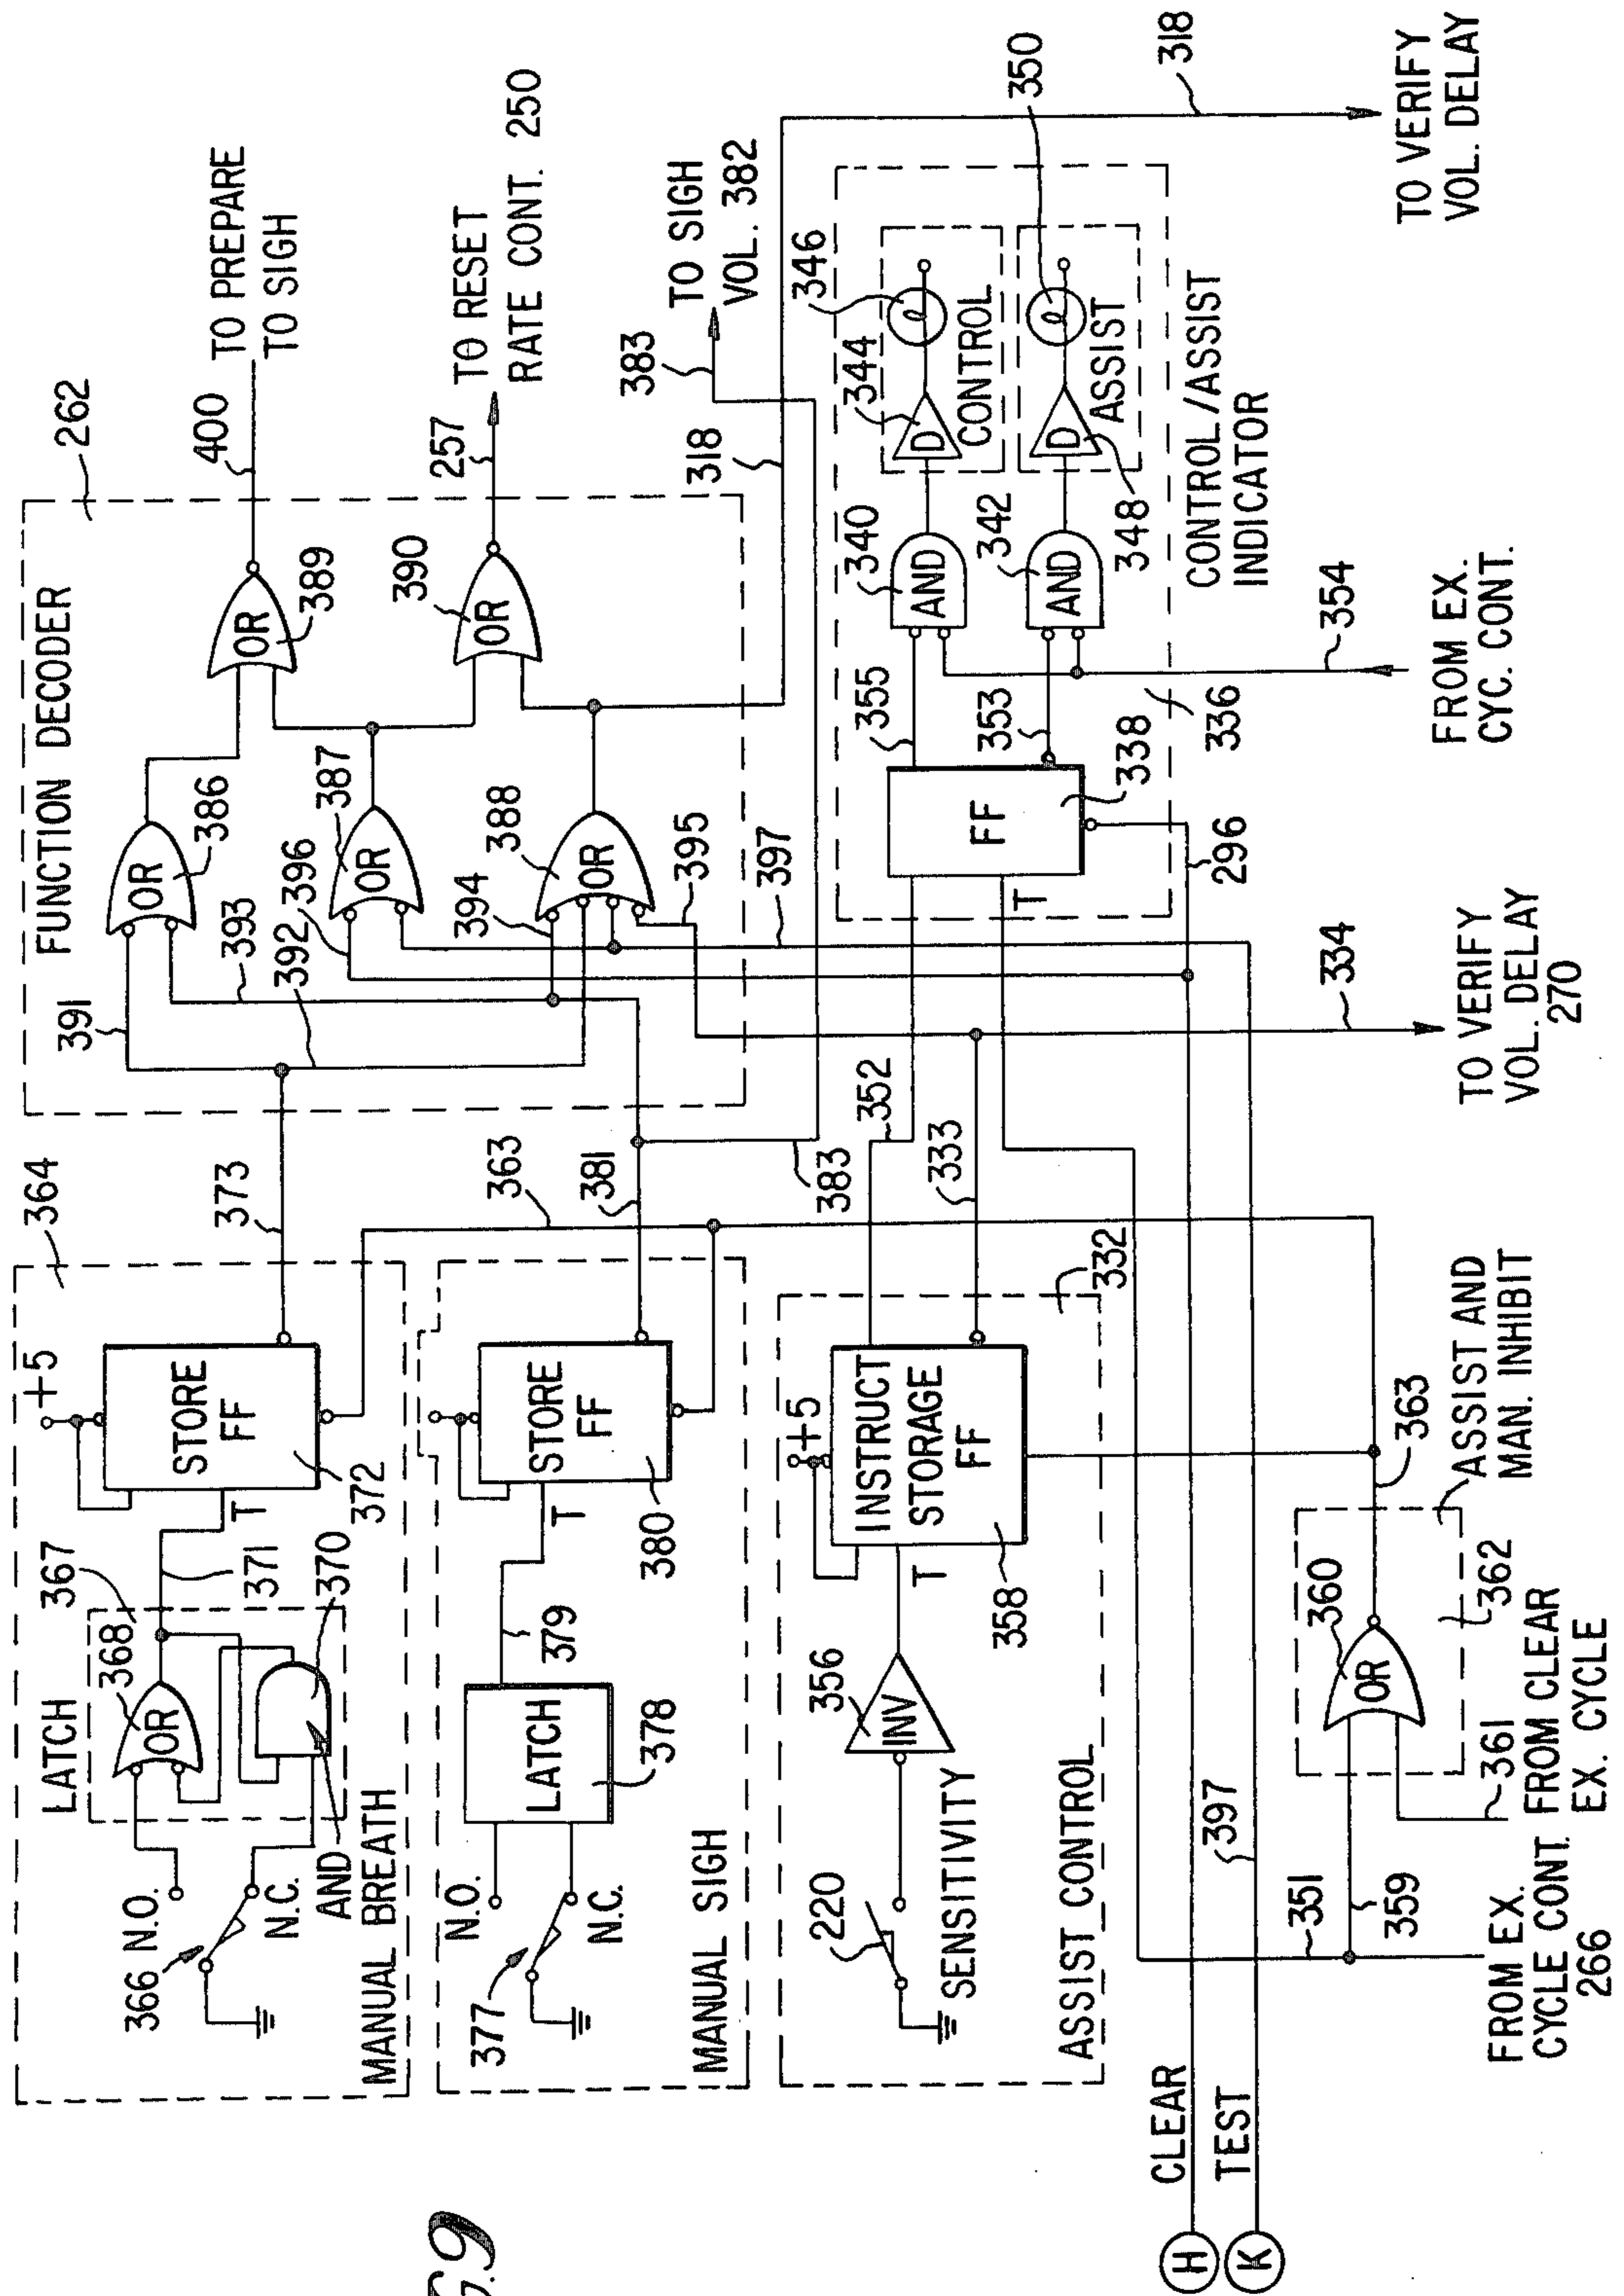 364
+5
STORE
FF
T
372
373
LATCH
367
368
OR
371
370
366
N.O.
N.C.
AND
MANUAL BREATH
377
N.O.
N.C.
LATCH
378
379
T
STORE
FF
380
381
363
383
MANUAL SIGH
220
SENSITIVITY
356
INV
T
+5
INSTRUCT
STORAGE
FF
358
332
352
333
ASSIST CONTROL
FUNCTION DECODER
262
391
393
392
396
394
395
397
OR
386
387
OR
388
OR
OR
389
390
OR
400
TO PREPARE
TO SIGH
257
TO RESET
RATE CONT. 250
383
TO SIGH
VOL. 382
318
318
TO VERIFY
VOL. DELAY
355
353
FF
T
338
296
340
AND
342
AND
344
D
346
CONTROL
D
348
350
ASSIST
CONTROL/ASSIST
INDICATOR
336
354
FROM EX.
CYC. CONT.
334
TO VERIFY
VOL. DELAY
270
H
CLEAR
K
TEST
397
351
359
FROM EX.
CYCLE CONT.
266
361
FROM CLEAR
EX. CYCLE
360
OR
362
363
ASSIST AND
MAN. INHIBIT
G.9